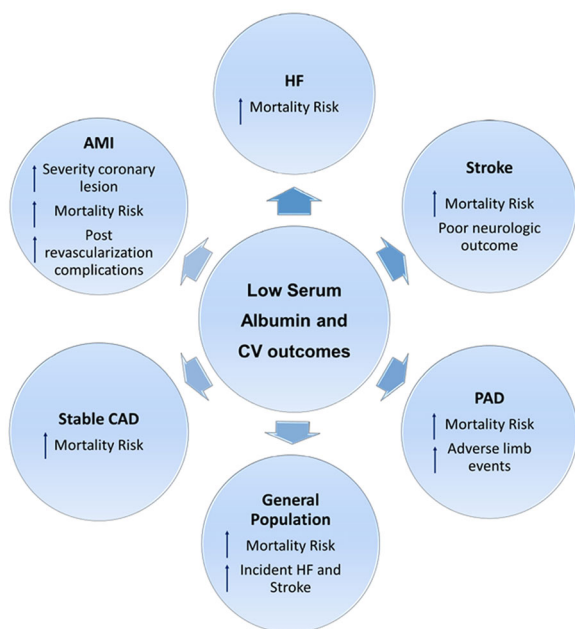 HF
Mortality Risk
AMI
Severity coronary
lesion
Mortality Risk
Post
revascularization
complications
Stroke
Mortality Risk
Poor neurologic
outcome
Low Serum
Albumin and
CV outcomes
Stable CAD
Mortality Risk
PAD
Mortality Risk
Adverse limb
events
General
Population
Mortality Risk
Incident HF and
Stroke